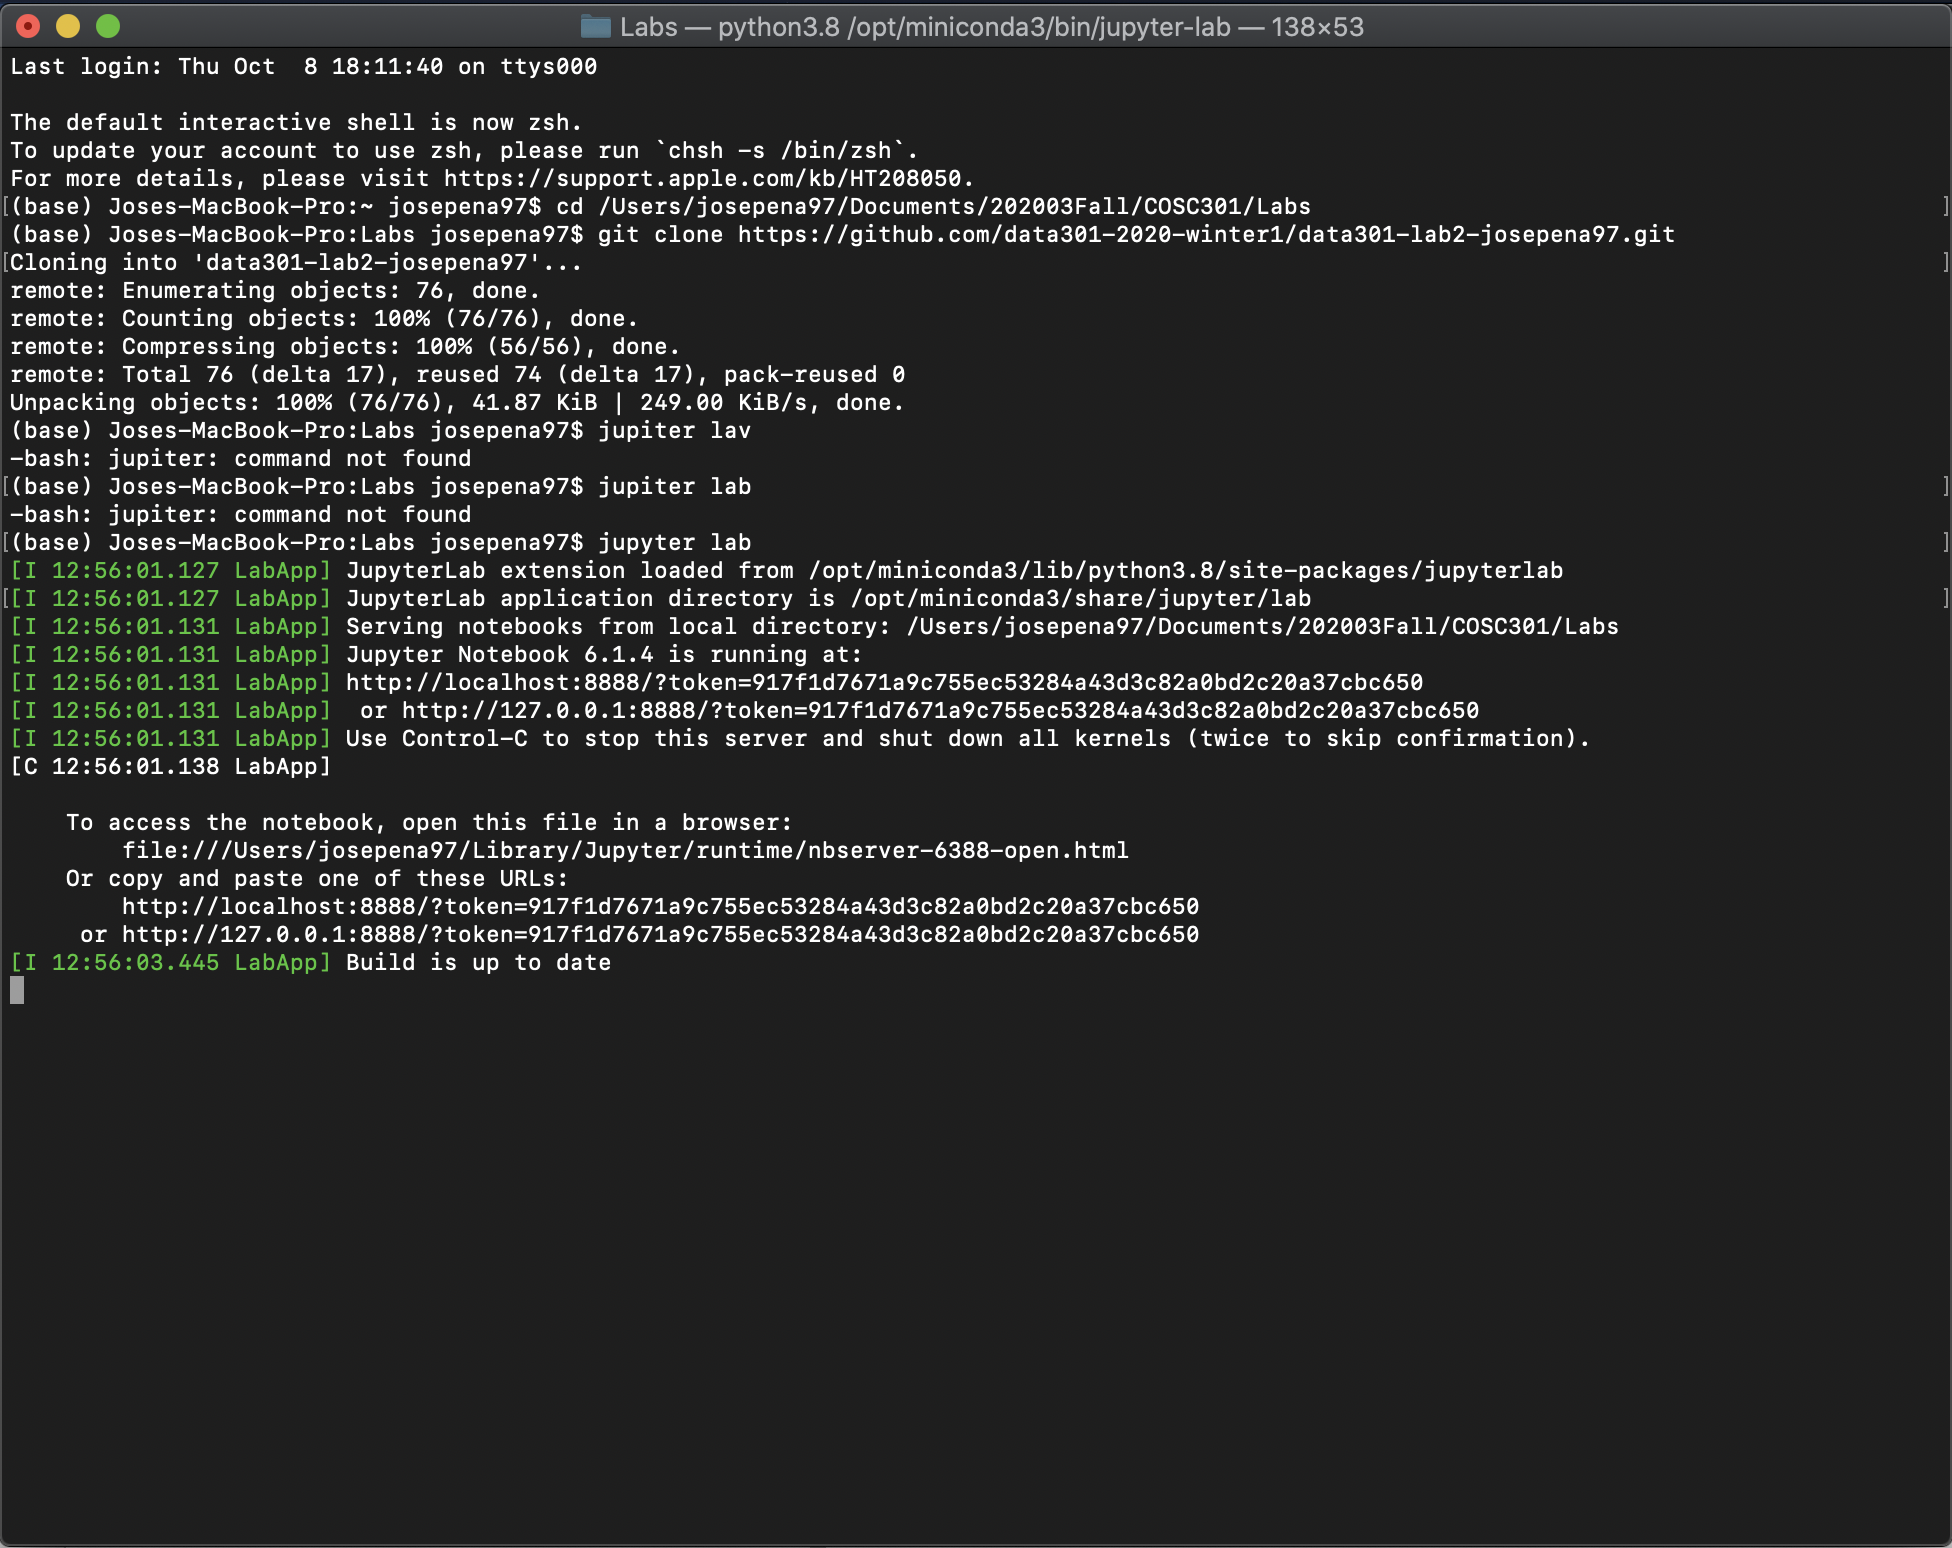 Labs — python3.8 /opt/miniconda3/bin/jupyter-lab — 138×53
Last login: Thu Oct  8 18:11:40 on ttys000
The default interactive shell is now zsh.
To update your account to use zsh, please run `chsh -s /bin/zsh`.
For more details, please visit https://support.apple.com/kb/HT208050.
[(base) Joses-MacBook-Pro:~ josepena97$ cd /Users/josepena97/Documents/202003Fall/COSC301/Labs ]
(base) Joses-MacBook-Pro:Labs josepena97$ git clone https://github.com/data301-2020-winter1/data301-lab2-josepena97.git
[Cloning into 'data301-lab2-josepena97'... ]
remote: Enumerating objects: 76, done.
remote: Counting objects: 100% (76/76), done.
remote: Compressing objects: 100% (56/56), done.
remote: Total 76 (delta 17), reused 74 (delta 17), pack-reused 0
Unpacking objects: 100% (76/76), 41.87 KiB | 249.00 KiB/s, done.
(base) Joses-MacBook-Pro:Labs josepena97$ jupiter lav
-bash: jupiter: command not found
[(base) Joses-MacBook-Pro:Labs josepena97$ jupiter lab ]
-bash: jupiter: command not found
[(base) Joses-MacBook-Pro:Labs josepena97$ jupyter lab ]
[I 12:56:01.127 LabApp] JupyterLab extension loaded from /opt/miniconda3/lib/python3.8/site-packages/jupyterlab
[[I 12:56:01.127 LabApp] JupyterLab application directory is /opt/miniconda3/share/jupyter/lab ]
[I 12:56:01.131 LabApp] Serving notebooks from local directory: /Users/josepena97/Documents/202003Fall/COSC301/Labs
[I 12:56:01.131 LabApp] Jupyter Notebook 6.1.4 is running at:
[I 12:56:01.131 LabApp] http://localhost:8888/?token=917f1d7671a9c755ec53284a43d3c82a0bd2c20a37cbc650
[I 12:56:01.131 LabApp]  or http://127.0.0.1:8888/?token=917f1d7671a9c755ec53284a43d3c82a0bd2c20a37cbc650
[I 12:56:01.131 LabApp] Use Control-C to stop this server and shut down all kernels (twice to skip confirmation).
[C 12:56:01.138 LabApp]
    To access the notebook, open this file in a browser:
        file:///Users/josepena97/Library/Jupyter/runtime/nbserver-6388-open.html
    Or copy and paste one of these URLs:
        http://localhost:8888/?token=917f1d7671a9c755ec53284a43d3c82a0bd2c20a37cbc650
     or http://127.0.0.1:8888/?token=917f1d7671a9c755ec53284a43d3c82a0bd2c20a37cbc650
[I 12:56:03.445 LabApp] Build is up to date